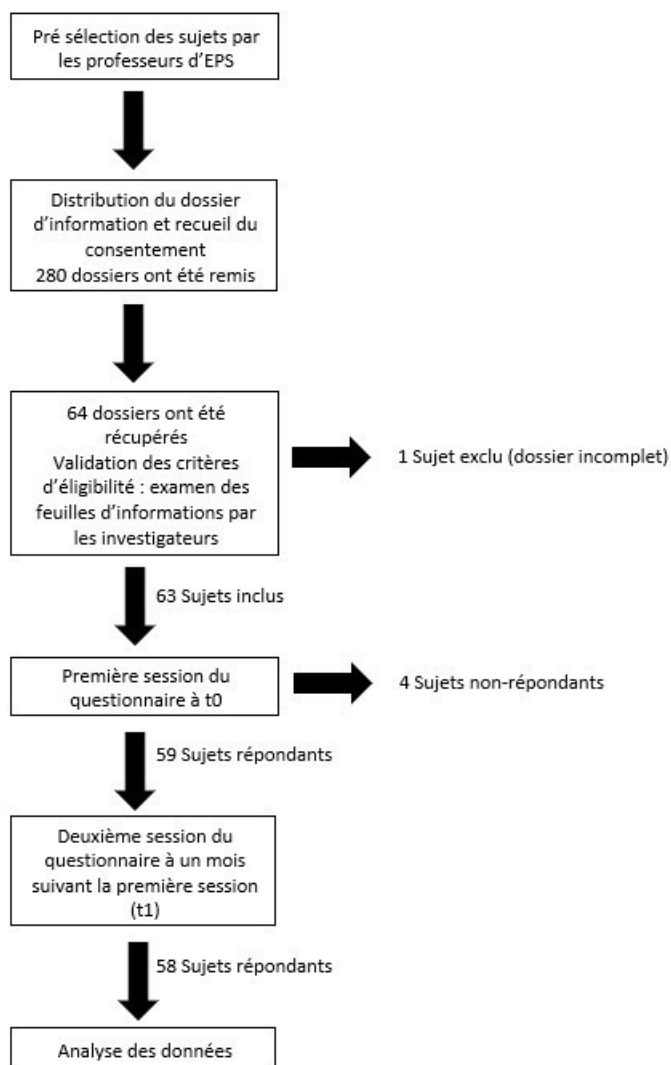 Pré sélection des sujets par
les professeurs d’EPS
Distribution du dossier
d’information et recueil du
consentement
280 dossiers ont été remis
64 dossiers ont été
récupérés
Validation des critères
d’éligibilité : examen des
feuilles d’informations par
les investigateurs
1 Sujet exclu (dossier incomplet)
63 Sujets inclus
Première session du
questionnaire à t0
4 Sujets non-répondants
59 Sujets répondants
Deuxième session du
questionnaire à un mois
suivant la première session
(t1)
58 Sujets répondants
Analyse des données